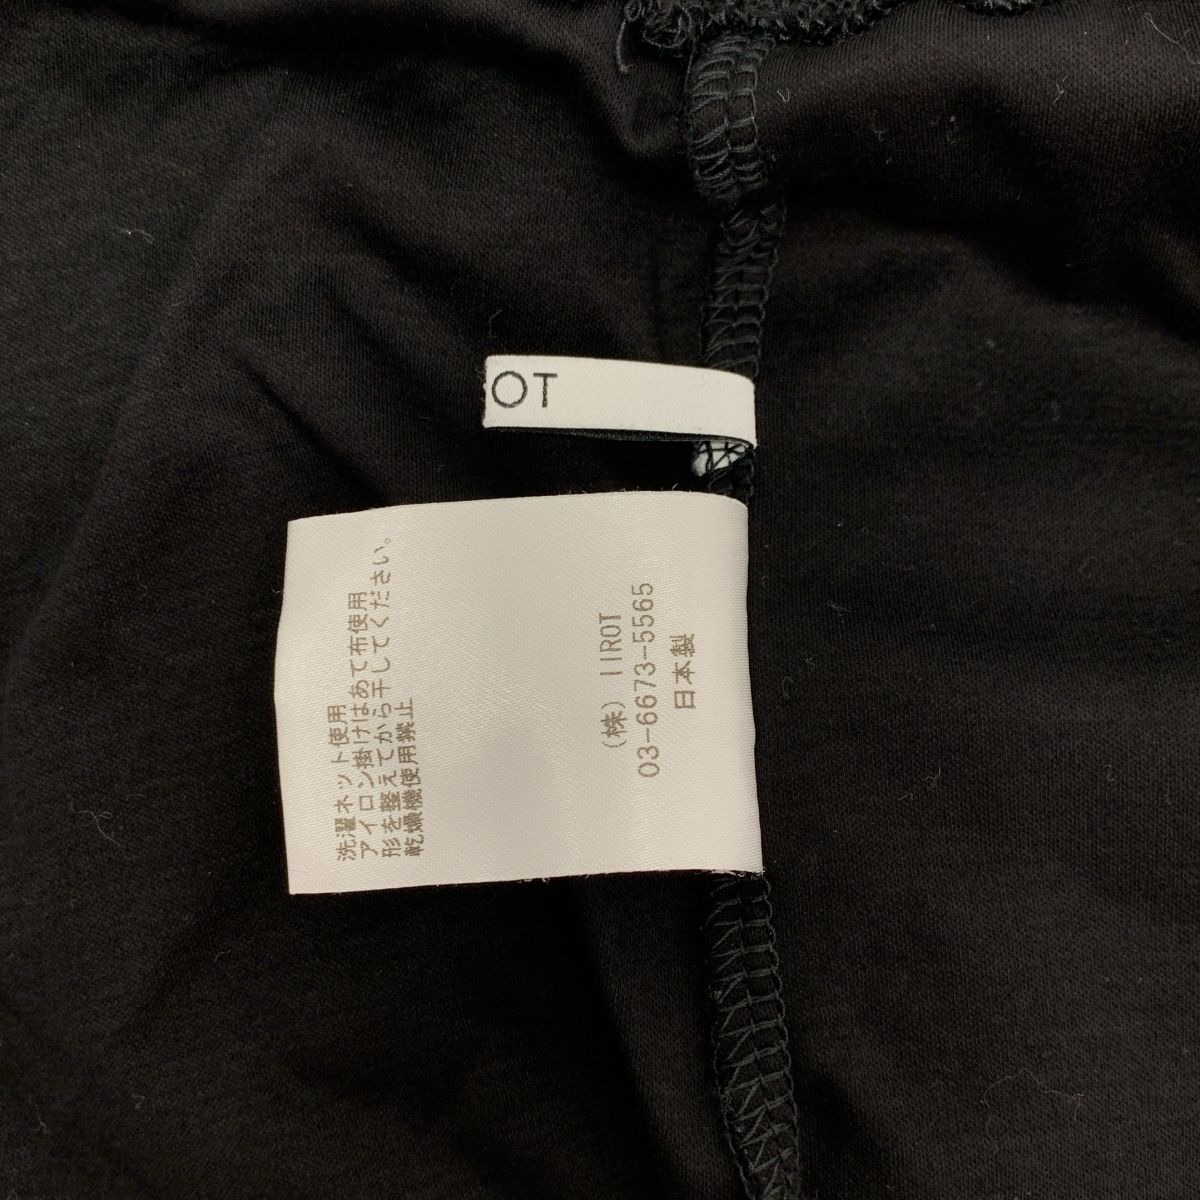 OT
洗濯ネット使用
アイロン掛けはあて布使用
形を整えてから干してください。
乾燥機使用禁止
(株) IIROT
03-6673-5565
日本製